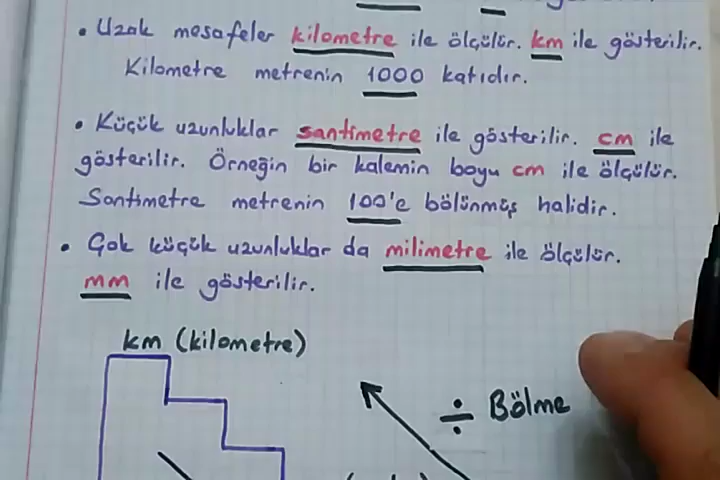 • Uzak mesafeler kilometre ile ölçülür. km ile gösterilir.
Kilometre metrenin 1000 katıdır.
• Küçük uzunluklar santimetre ile gösterilir. cm ile
gösterilir. Örneğin bir kalemin boyu cm ile ölçülür.
Santimetre metrenin 100'e bölünmüş halidir.
• Çok küçük uzunluklar da milimetre ile ölçülür.
mm ile gösterilir.
km (kilometre)
÷ Bölme